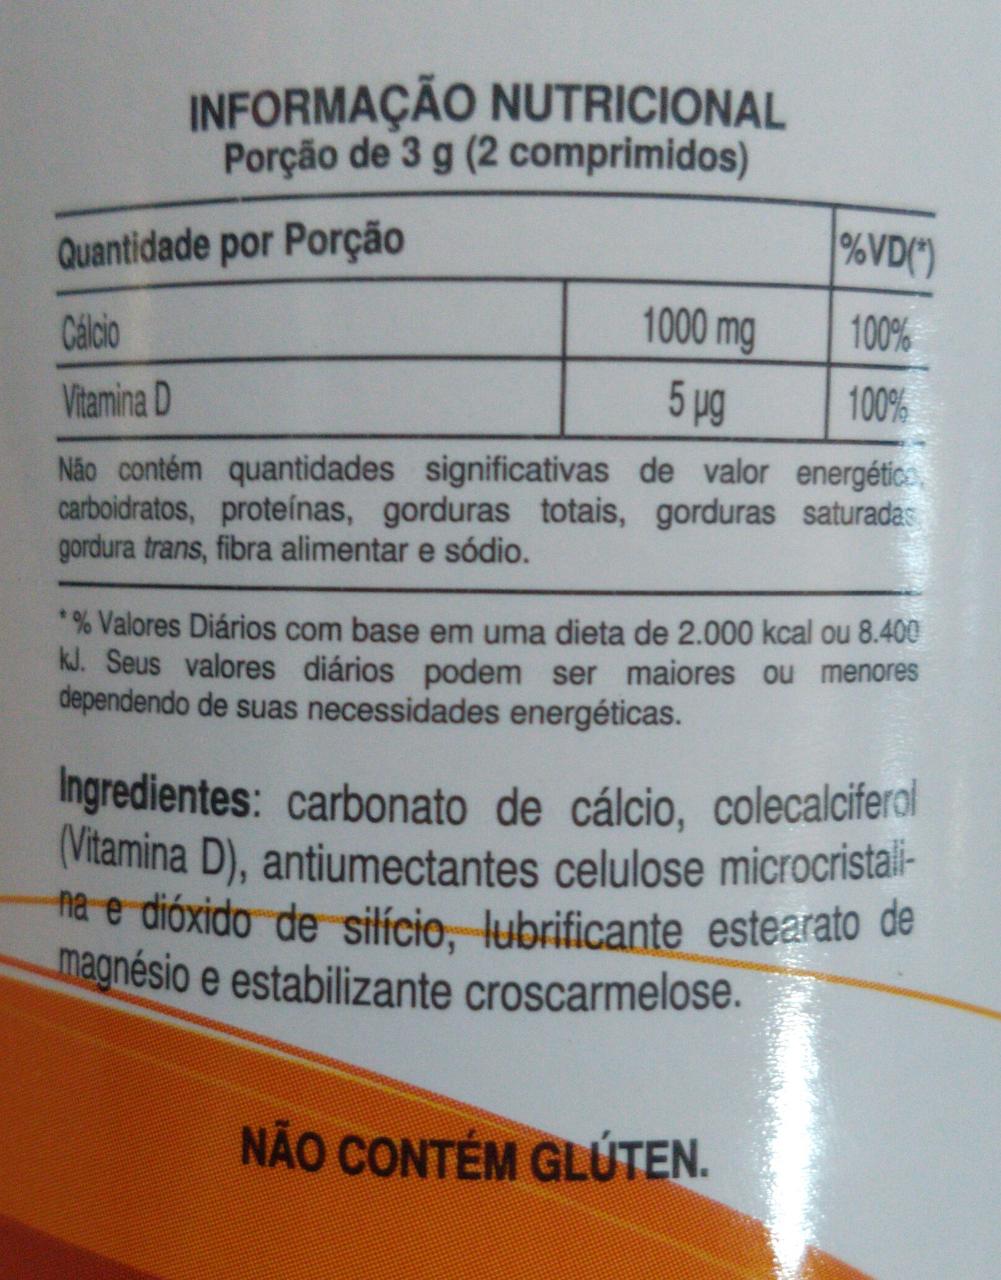 INFORMAÇÃO NUTRICIONAL
Porção de 3 g (2 comprimidos)
Quantidade por Porção %VD(*)
Cálcio 1000 mg 100%
Vitamina D 5 µg 100%
Não contém quantidades significativas de valor energético,
carboidratos, proteínas, gorduras totais, gorduras saturadas,
gordura trans, fibra alimentar e sódio.
* % Valores Diários com base em uma dieta de 2.000 kcal ou 8.400
kJ. Seus valores diários podem ser maiores ou menores
dependendo de suas necessidades energéticas.
Ingredientes: carbonato de cálcio, colecalciferol
(Vitamina D), antiumectantes celulose microcristali-
na e dióxido de silício, lubrificante estearato de
magnésio e estabilizante croscarmelose.
NÃO CONTÉM GLÚTEN.